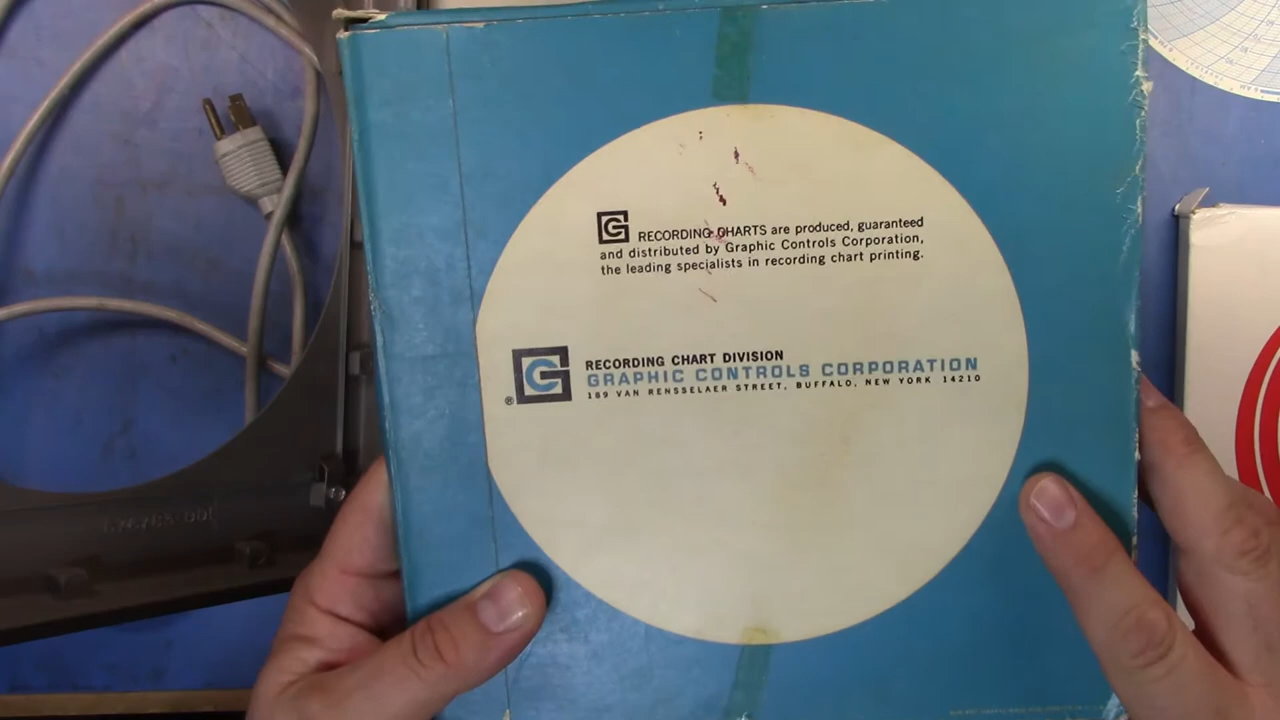 RECORDING CHARTS are produced, guaranteed
and distributed by Graphic Controls Corporation,
the leading specialists in recording chart printing.
RECORDING CHART DIVISION
GRAPHIC CONTROLS CORPORATION
189 VAN RENSSELAER STREET, BUFFALO, NEW YORK 14210
®